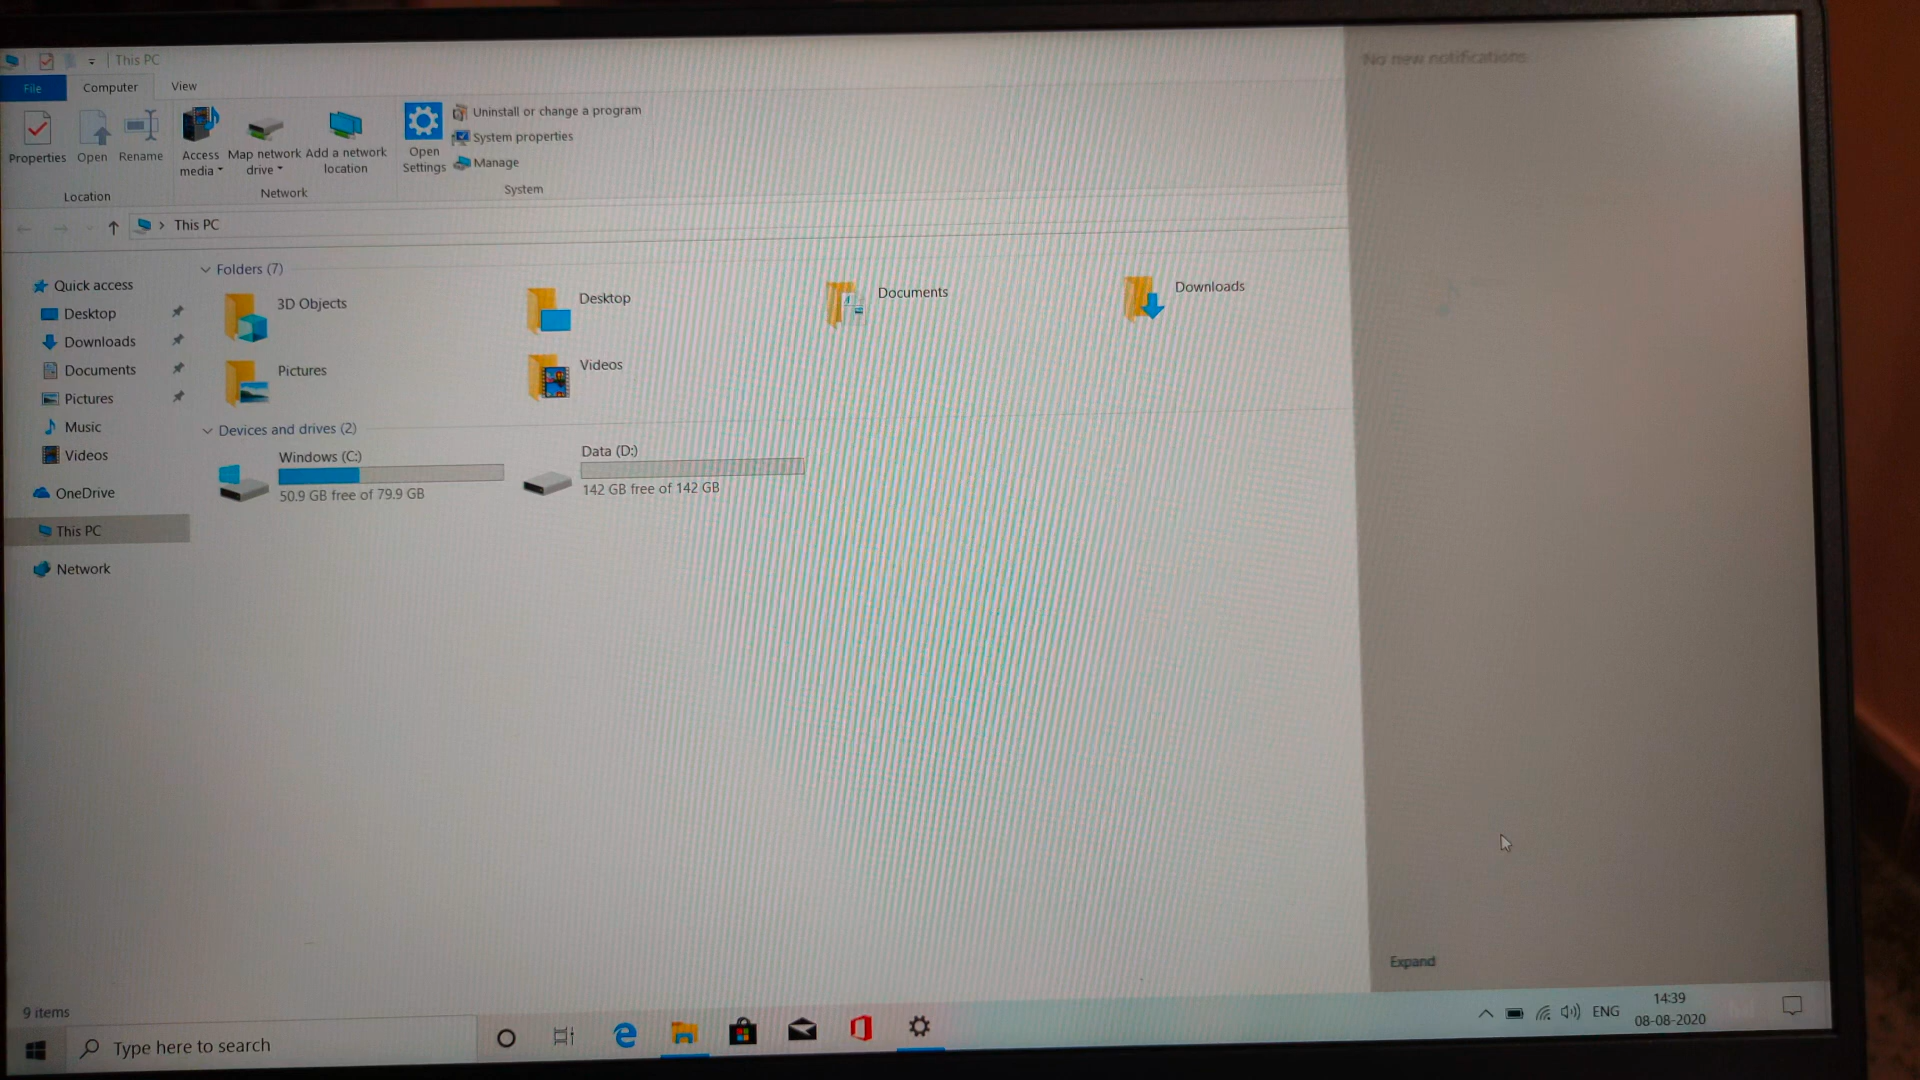 This PC
File Computer View
Properties Open Rename Access media Map network drive Add a network location Open Settings Uninstall or change a program
System properties
Manage
Location Network System
This PC
No new notifications
Quick access
Desktop
Downloads
Documents
Pictures
Music
Videos
OneDrive
This PC
Network
Folders (7)
3D Objects Desktop Documents Downloads
Pictures Videos
Devices and drives (2)
Windows (C:) Data (D:)
50.9 GB free of 79.9 GB 142 GB free of 142 GB
Expand
9 items
Type here to search
ENG
14:39
08-08-2020